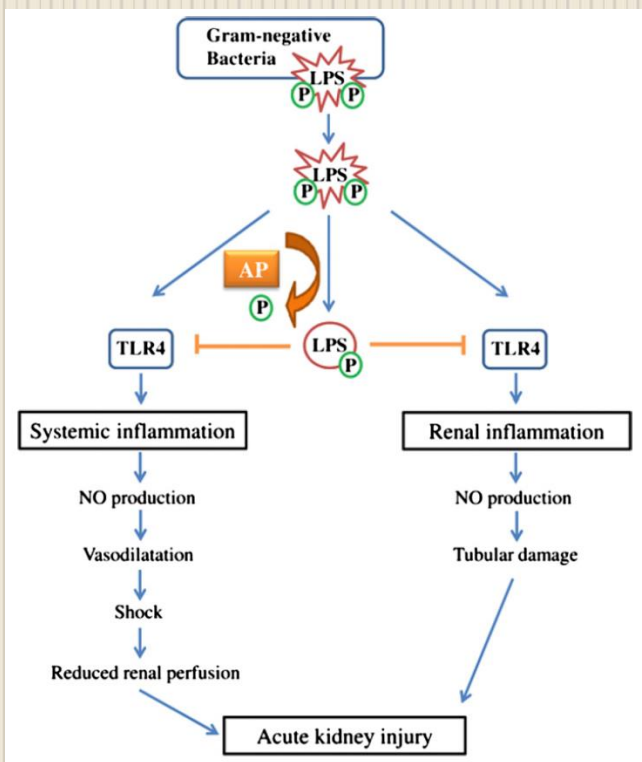 Gram-negative
Bacteria
LPS
P P
LPS
P P
AP
P
TLR4
LPS
P
TLR4
Systemic inflammation
Renal inflammation
NO production
NO production
Vasodilatation
Tubular damage
Shock
Reduced renal perfusion
Acute kidney injury